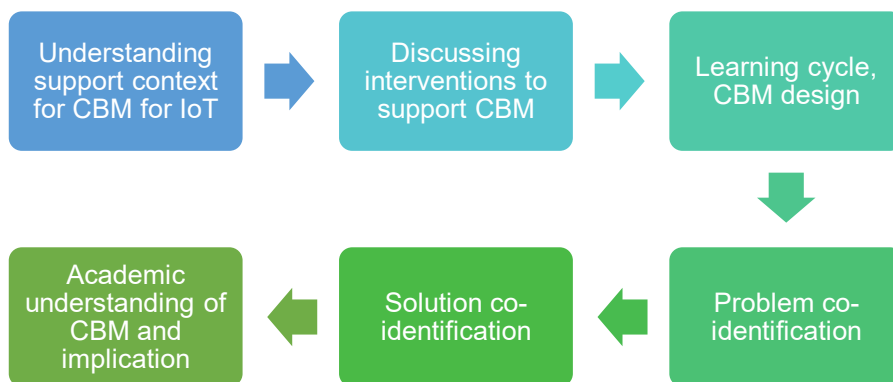 Understanding
support context
for CBM for IoT
Discussing
interventions to
support CBM
Learning cycle,
CBM design
Problem co-
identification
Solution co-
identification
Academic
understanding of
CBM and
implication